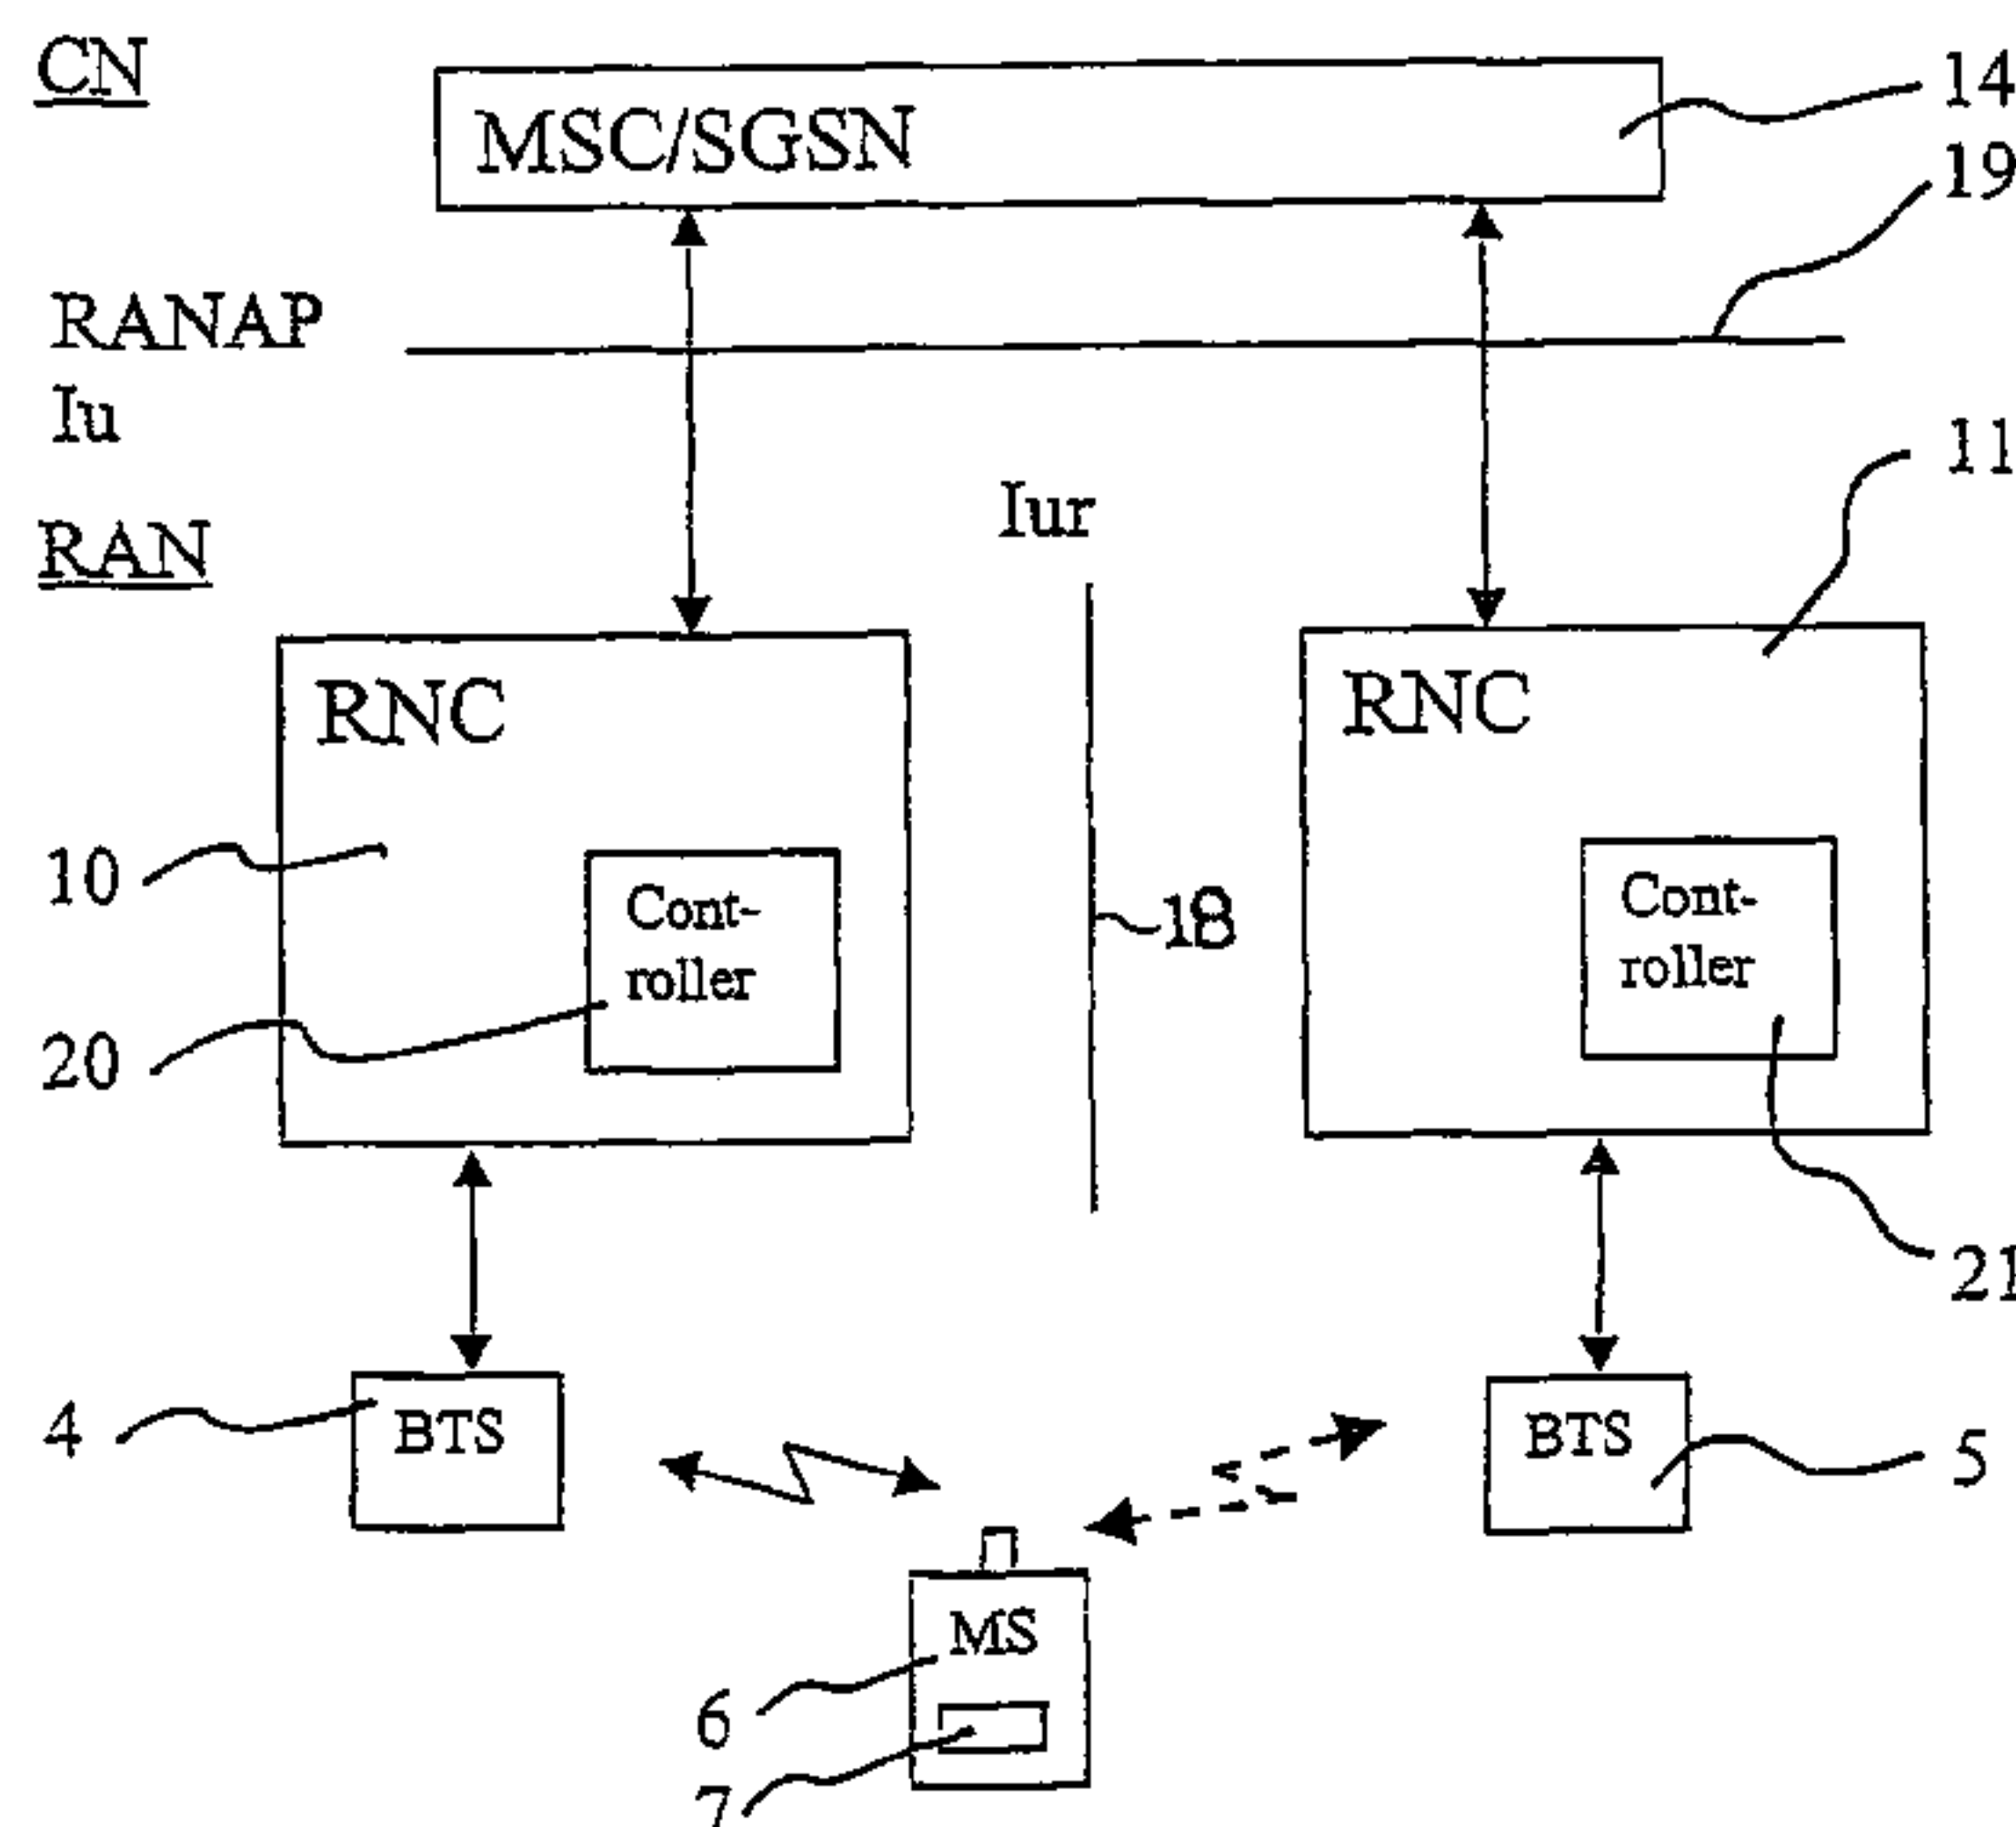 CN
MSC/SGSN
14
19
RANAP
Iu
11
Iur
RAN
RNC
RNC
10
Cont-
roller
18
Cont-
roller
20
21
4
BTS
BTS
5
MS
6
7